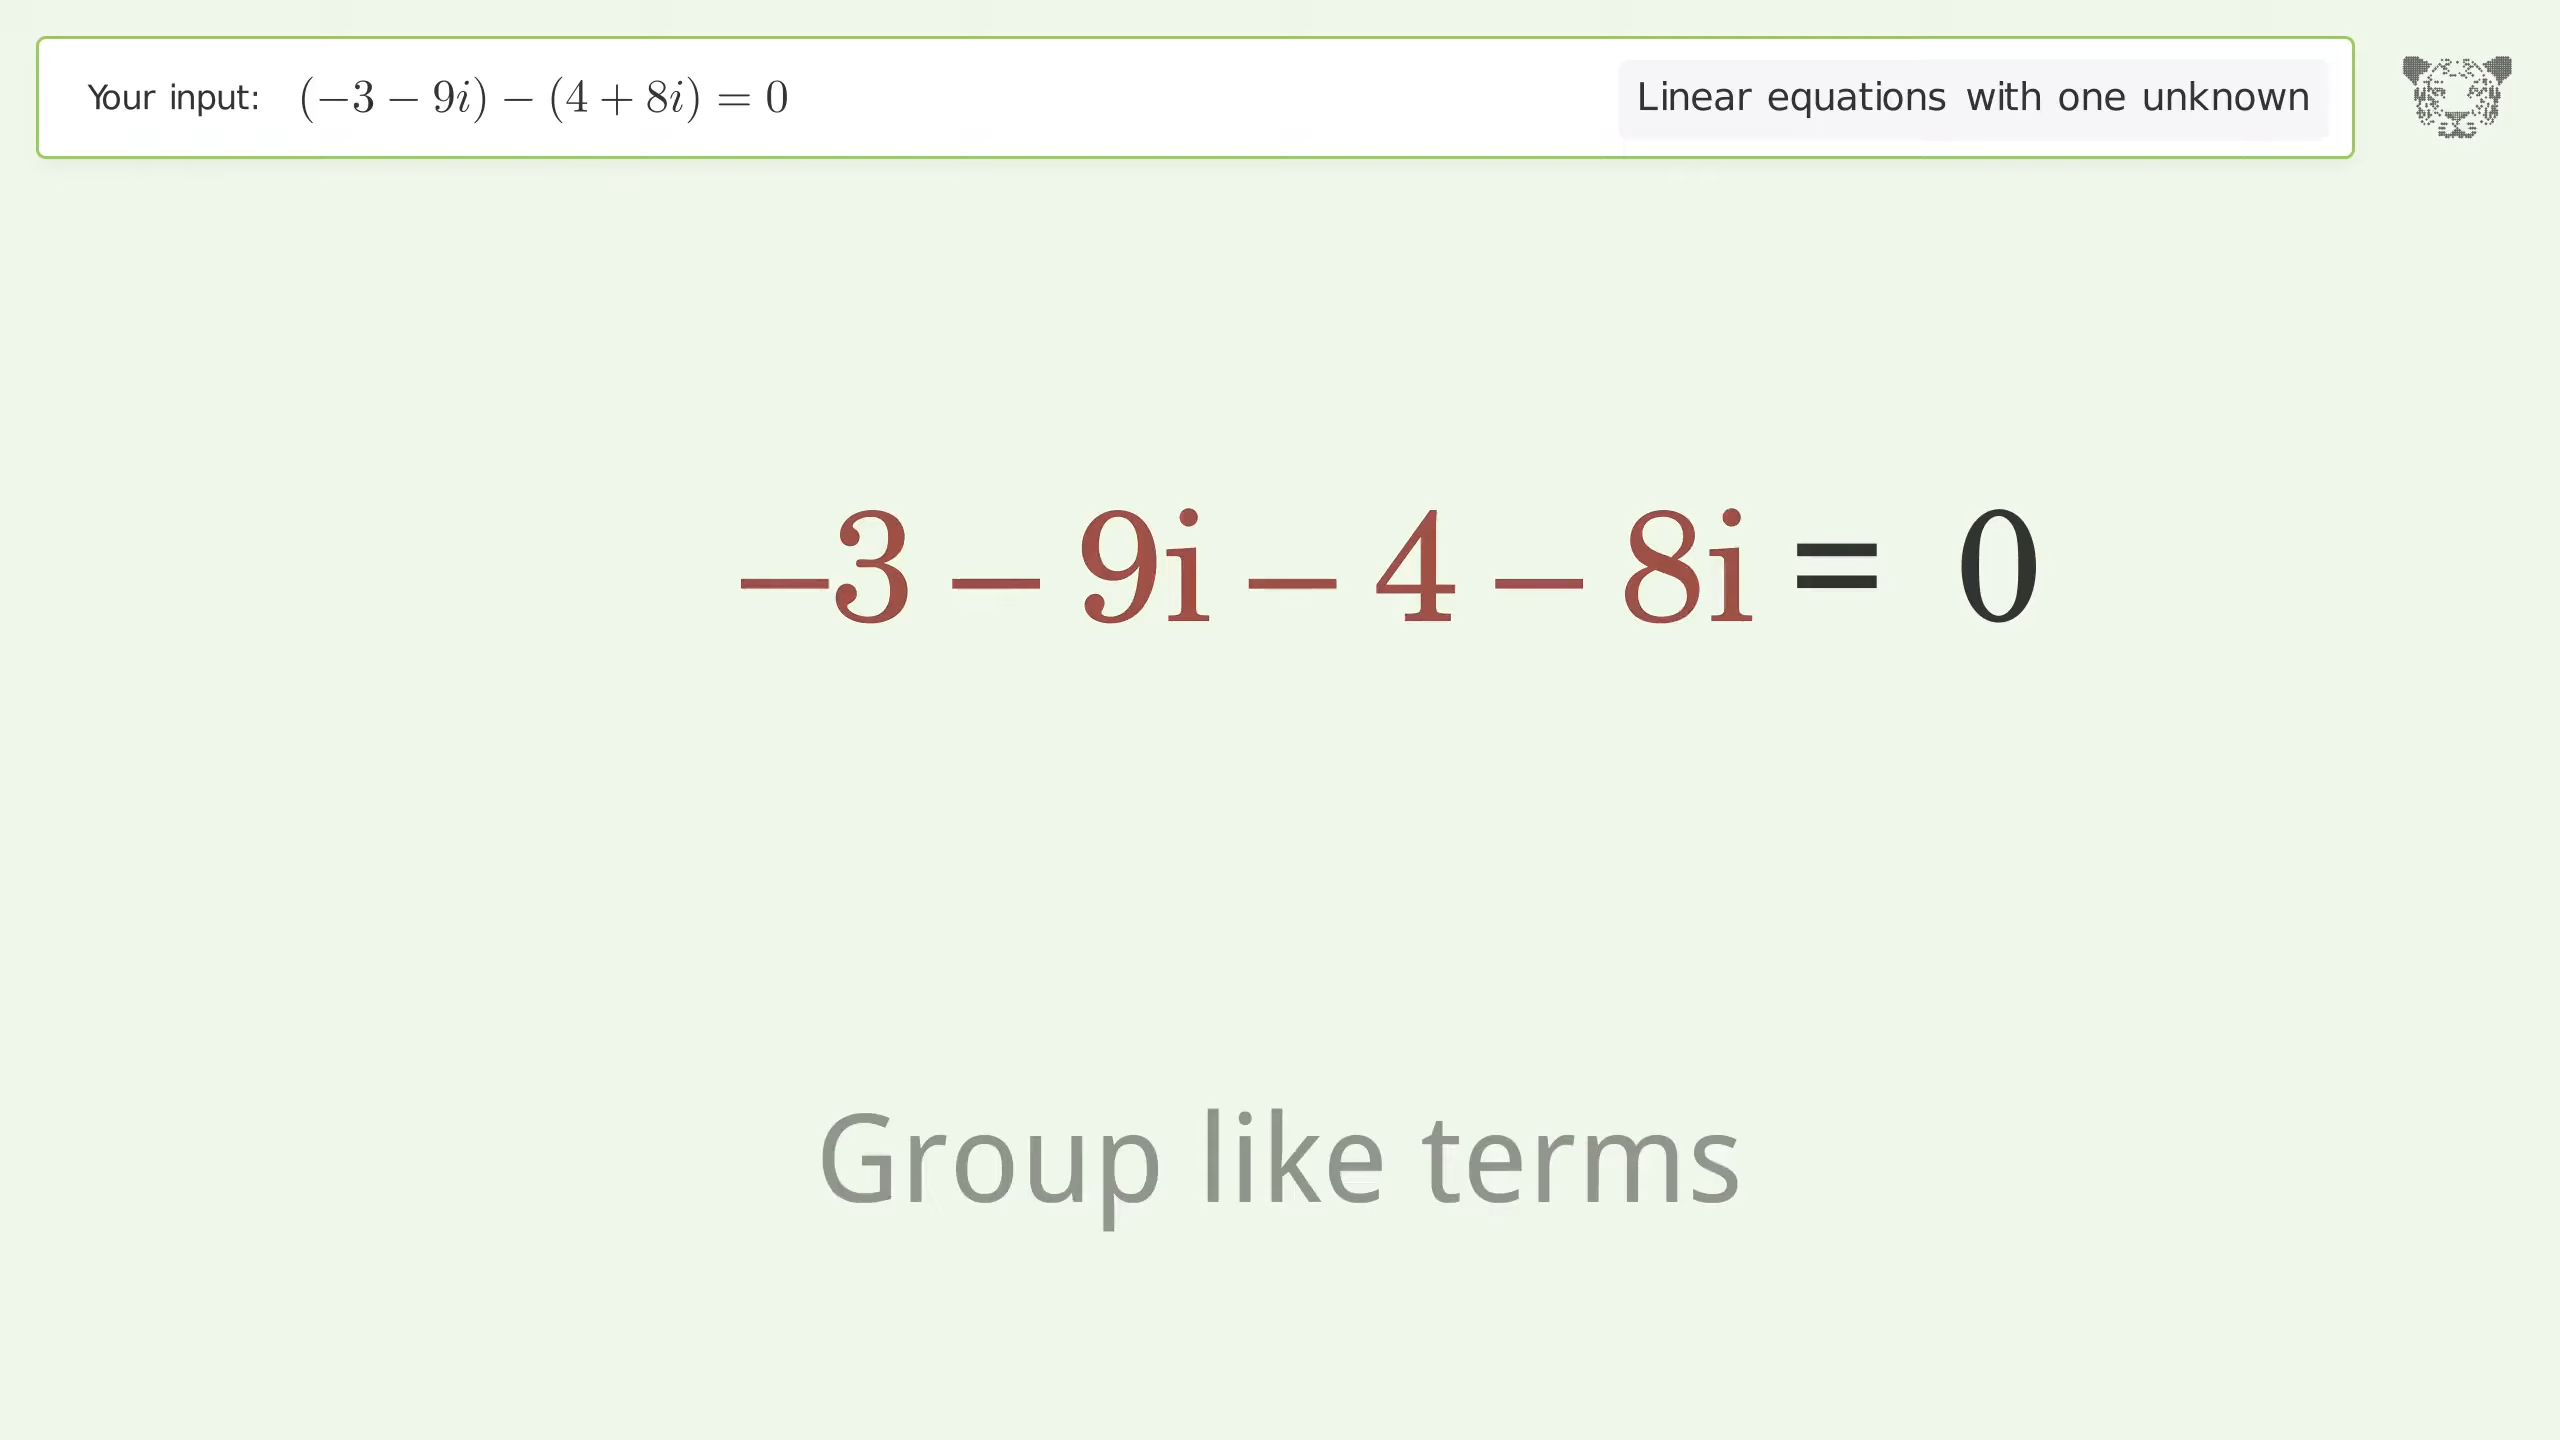 Your input: (−3 − 9i) − (4 + 8i) = 0
Linear equations with one unknown
−3 − 9i − 4 − 8i = 0
Group like terms